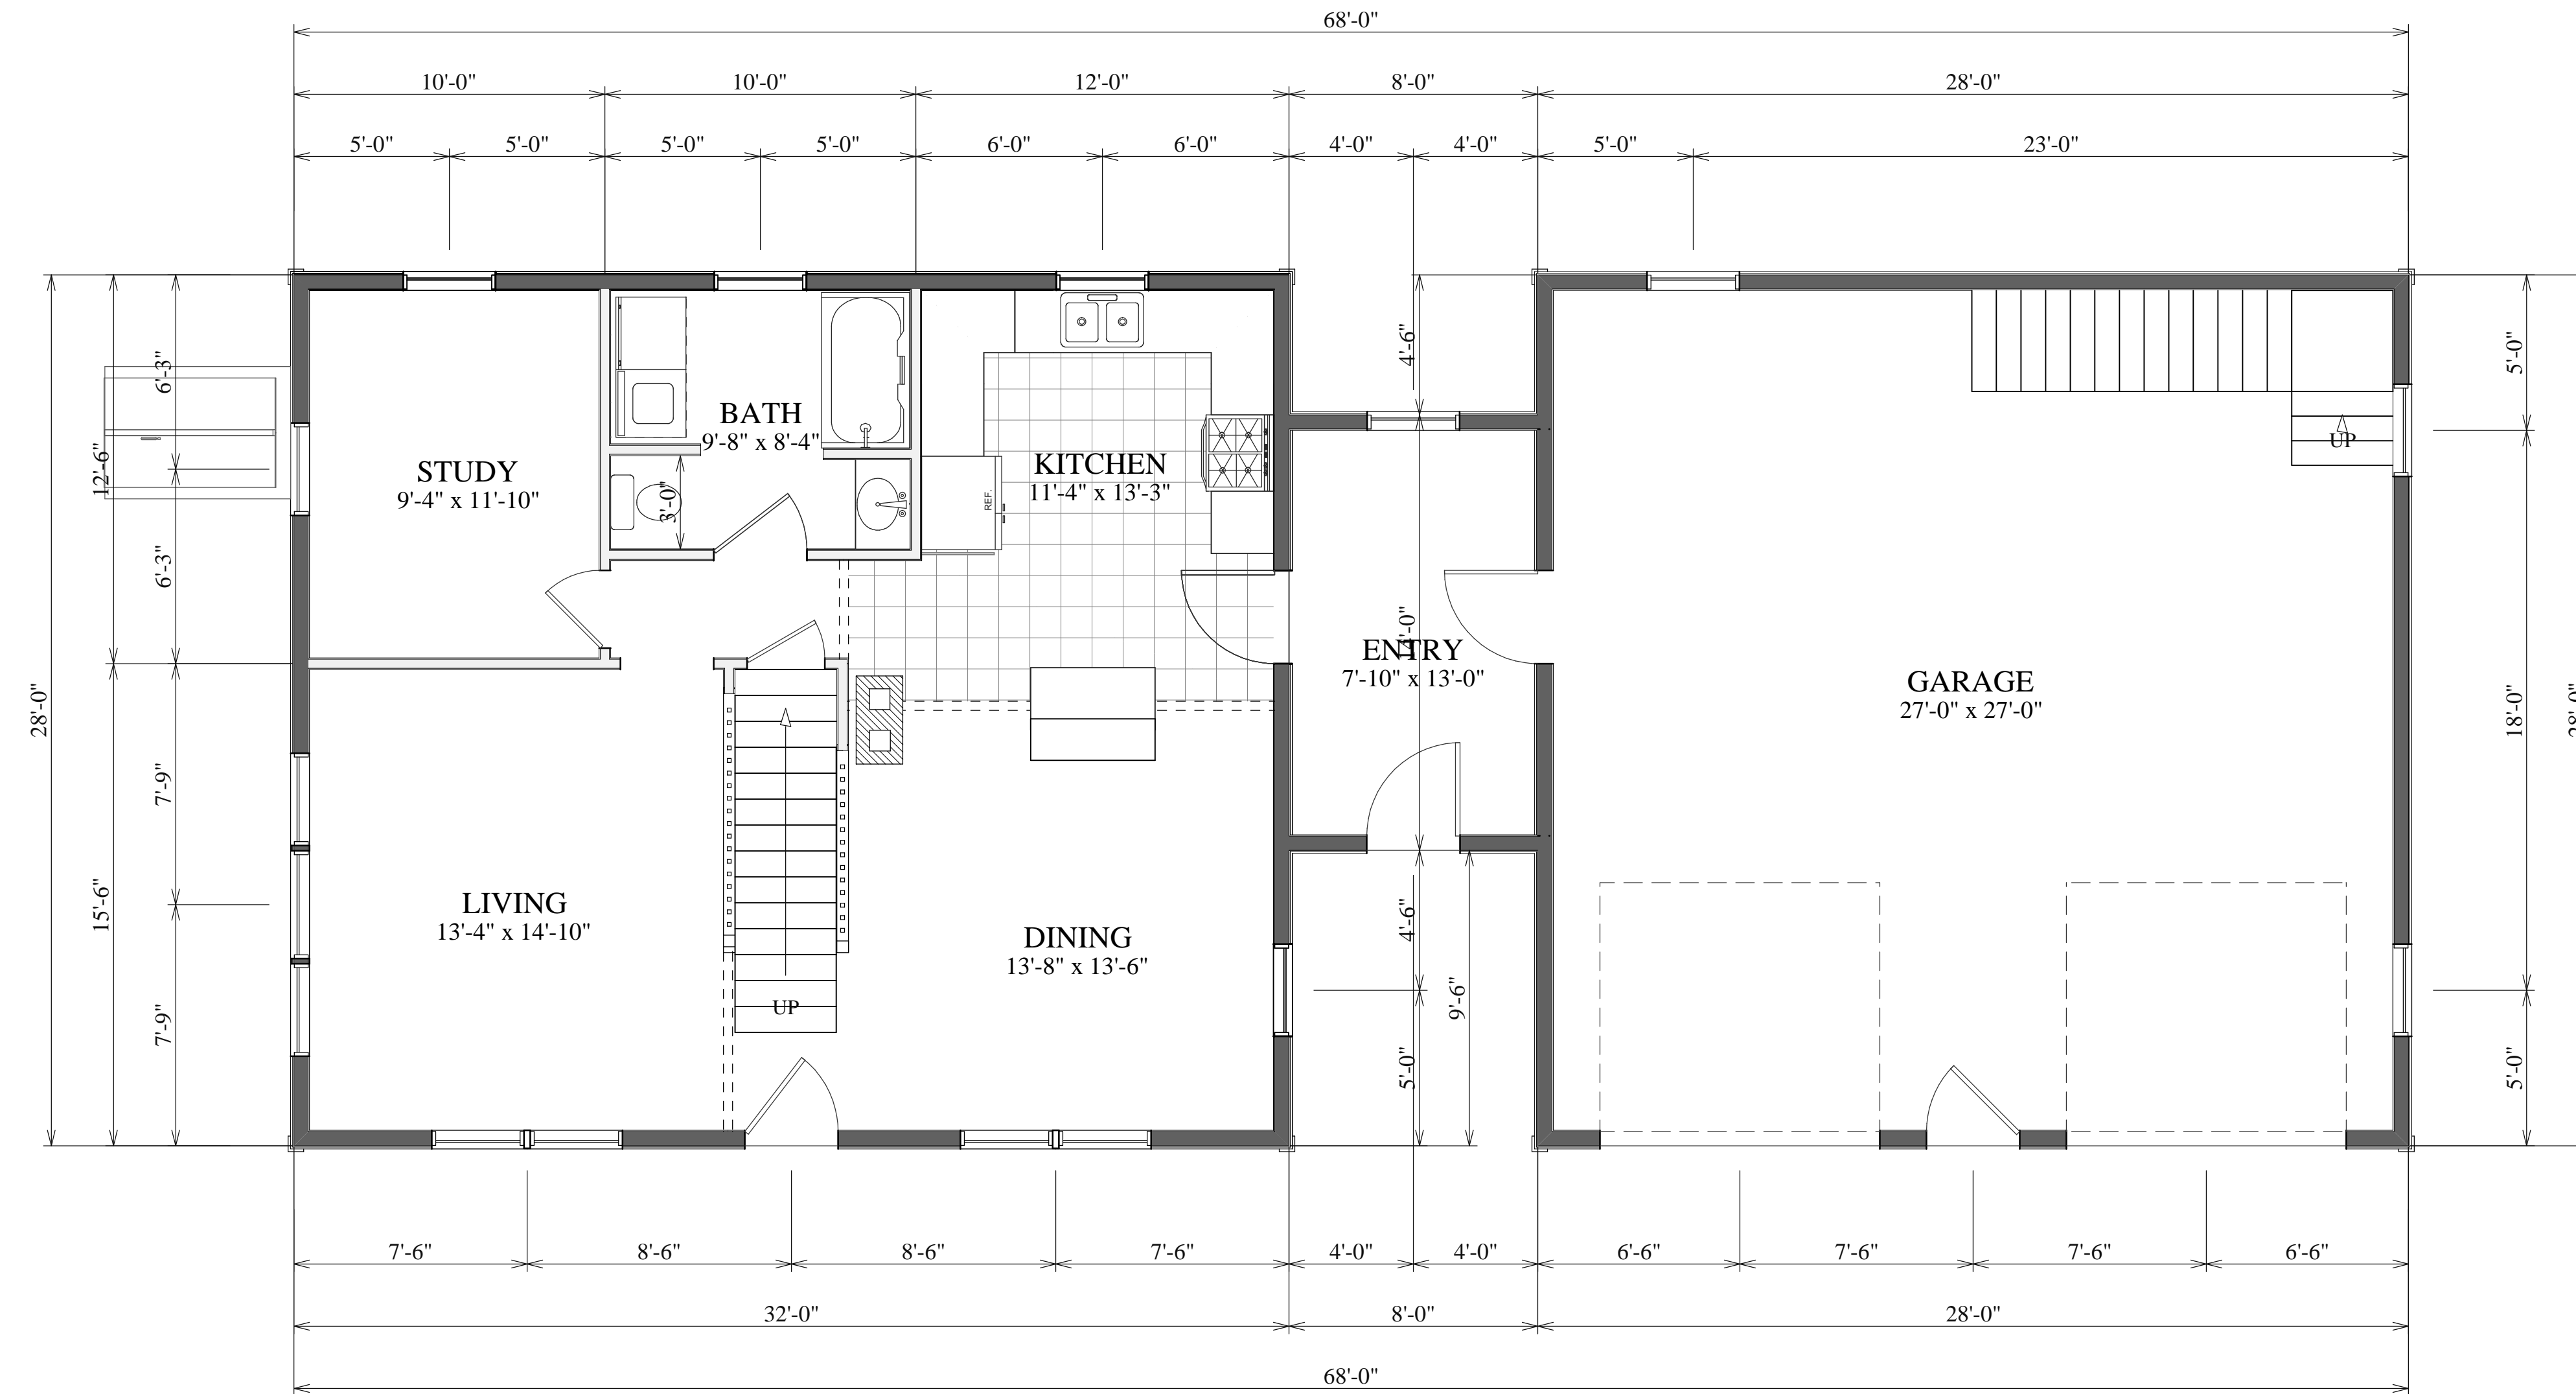 68'-0"
10'-0" 10'-0" 12'-0" 8'-0" 28'-0"
5'-0" 5'-0" 5'-0" 5'-0" 6'-0" 6'-0" 4'-0" 4'-0" 5'-0" 23'-0"
28'-0"
12'-6"
15'-6"
6'-3"
6'-3"
7'-9"
7'-9"
STUDY
9'-4" x 11'-10"
BATH
9'-8" x 8'-4"
3'-0"
KITCHEN
11'-4" x 13'-3"
REF.
LIVING
13'-4" x 14'-10"
UP
DINING
13'-8" x 13'-6"
4'-6"
ENTRY
7'-10" x 13'-0"
4'-6"
5'-0"
9'-6"
GARAGE
27'-0" x 27'-0"
UP
5'-0"
18'-0"
5'-0"
28'-0"
7'-6" 8'-6" 8'-6" 7'-6" 4'-0" 4'-0" 6'-6" 7'-6" 7'-6" 6'-6"
32'-0" 8'-0" 28'-0"
68'-0"